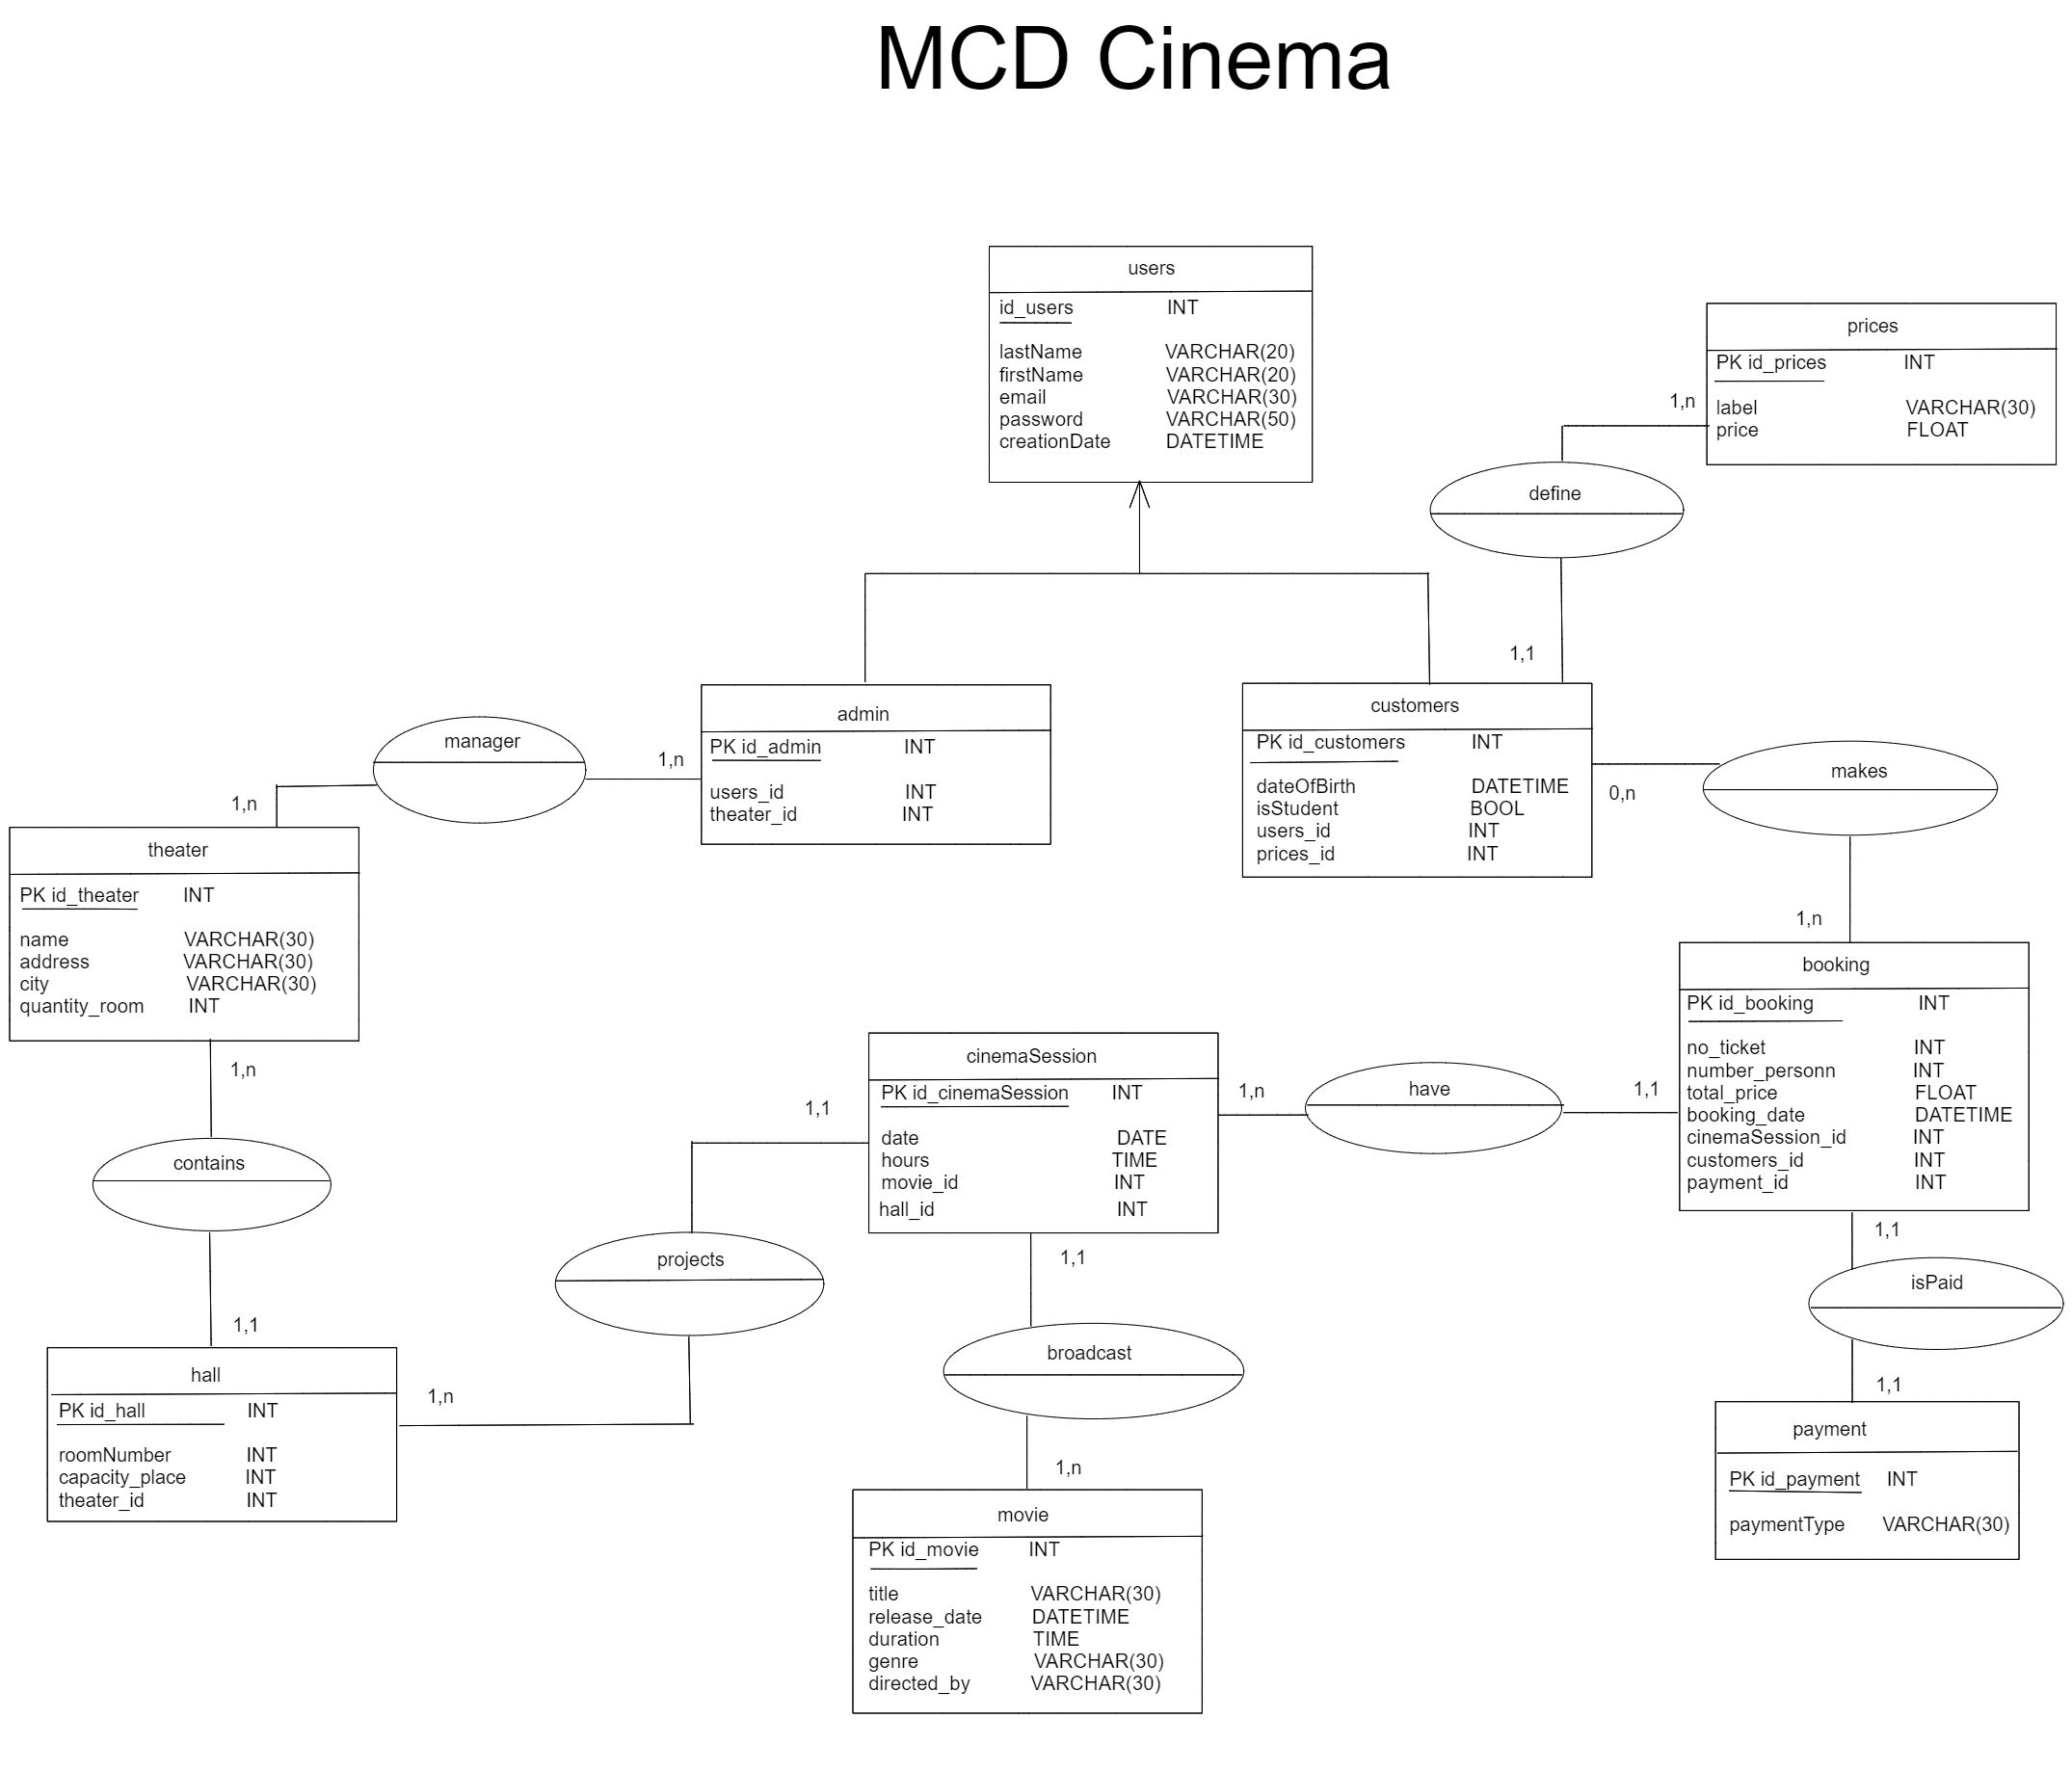 MCD Cinema
users
id_users INT
lastName VARCHAR(20)
firstName VARCHAR(20)
email VARCHAR(30)
password VARCHAR(50)
creationDate DATETIME
prices
PK id_prices INT
label VARCHAR(30)
price FLOAT
1,n
define
1,1
admin
PK id_admin INT
users_id INT
theater_id INT
customers
PK id_customers INT
dateOfBirth DATETIME
isStudent BOOL
users_id INT
prices_id INT
manager
1,n
1,n
makes
0,n
1,n
theater
PK id_theater INT
name VARCHAR(30)
address VARCHAR(30)
city VARCHAR(30)
quantity_room INT
1,n
contains
1,1
booking
PK id_booking INT
no_ticket INT
number_personn INT
total_price FLOAT
booking_date DATETIME
cinemaSession_id INT
customers_id INT
payment_id INT
cinemaSession
PK id_cinemaSession INT
date DATE
hours TIME
movie_id INT
hall_id INT
1,n
have
1,1
1,1
projects
1,n
1,1
broadcast
1,n
1,1
isPaid
1,1
hall
PK id_hall INT
roomNumber INT
capacity_place INT
theater_id INT
payment
PK id_payment INT
paymentType VARCHAR(30)
movie
PK id_movie INT
title VARCHAR(30)
release_date DATETIME
duration TIME
genre VARCHAR(30)
directed_by VARCHAR(30)